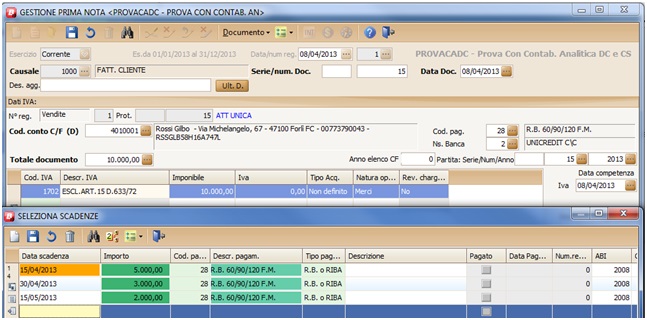 GESTIONE PRIMA NOTA <PROVACADC - PROVA CON CONTAB. AN>
Documento
Esercizio Corrente Es.da 01/01/2013 al 31/12/2013 Data/num reg. 08/04/2013 1 PROVACADC - Prova Con Contab. Analitica DC e CS
Causale 1000 FATT. CLIENTE Serie/num. Doc. 15 Data Doc. 08/04/2013
Des. agg. Ult. D.
Dati IVA:
N° reg. Vendite 1 Prot. 15 ATT UNICA
Cod. conto C/F (D) 4010001 Rossi Gilbo - Via Michelangelo, 67 - 47100 Forlì FC - 00773790043 -
RSSGLB58H16A747L
Cod. pag. 28 R.B. 60/90/120 F.M.
Ns. Banca 2 UNICREDIT C\C
Totale documento 10.000,00 Anno elenco CF 0 Partita: Serie/Num/Anno 15 2013
Cod. IVA Descr. IVA Imponibile Iva Tipo Acq. Natura op... Rev. charg... Data competenza
1702 ESCL.ART.15 D.633/72 10.000,00 0,00 Non definito Merci No Iva 08/04/2013
SELEZIONA SCADENZE
Data scadenza Importo Cod. pa... Descr. pagam. Tipo pag... Descrizione Pagato Data Pag... Num.re... ABI
15/04/2013 5.000,00 28 R.B. 60/90/120 F.M. R.B. o RIBA 0 2008
30/04/2013 3.000,00 28 R.B. 60/90/120 F.M. R.B. o RIBA 0 2008
15/05/2013 2.000,00 28 R.B. 60/90/120 F.M. R.B. o RIBA 0 2008